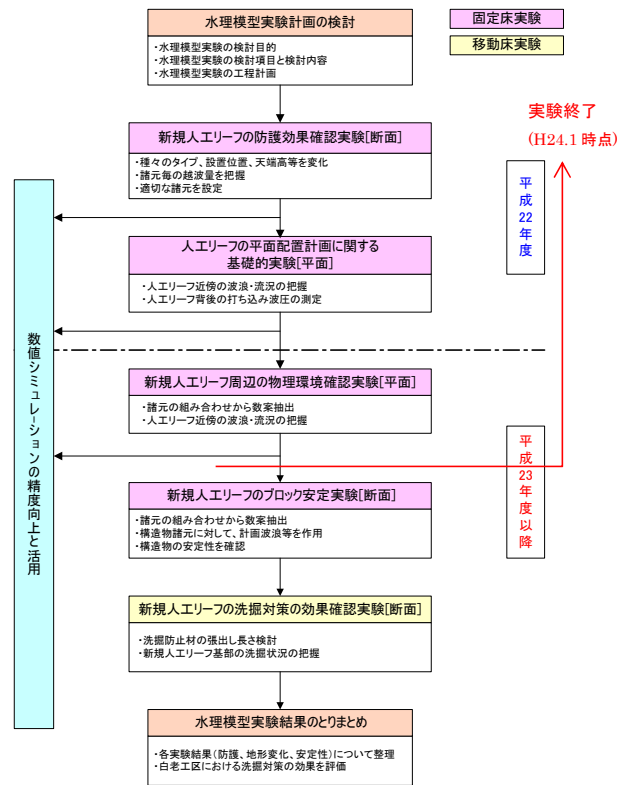 水理模型実験計画の検討
・水理模型実験の検討目的
・水理模型実験の検討項目と検討内容
・水理模型実験の工程計画
固定床実験
移動床実験
実験終了
(H24.1 時点)
新規人工リーフの防護効果確認実験[断面]
・種々のタイプ、設置位置、天端高等を変化
・諸元毎の越波量を把握
・適切な諸元を設定
平成22年度
人工リーフの平面配置計画に関する
基礎的実験[平面]
・人工リーフ近傍の波浪・流況の把握
・人工リーフ背後の打ち込み波圧の測定
数値シミュレーションの精度向上と活用
新規人工リーフ周辺の物理環境確認実験[平面]
・諸元の組み合わせから数案抽出
・人工リーフ近傍の波浪・流況の把握
平成23年度以降
新規人工リーフのブロック安定実験[断面]
・諸元の組み合わせから数案抽出
・構造物諸元に対して、計画波浪等を作用
・構造物の安定性を確認
新規人工リーフの洗掘対策の効果確認実験[断面]
・洗掘防止材の張出し長さ検討
・新規人工リーフ基部の洗掘状況の把握
水理模型実験結果のとりまとめ
・各実験結果(防護、地形変化、安定性)について整理
・白老工区における洗掘対策の効果を評価